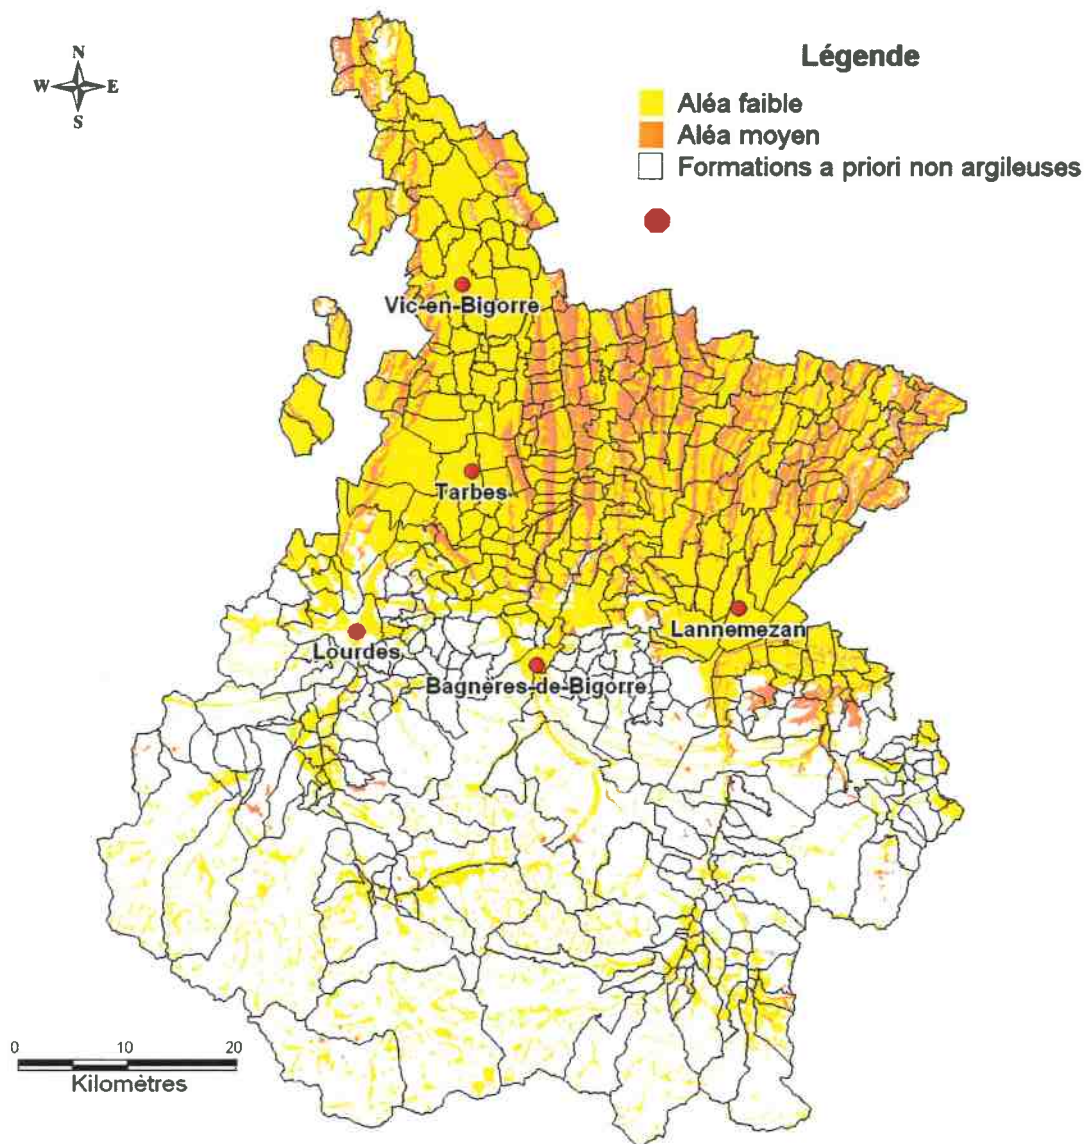 N
W E
S
Légende
Aléa faible
Aléa moyen
Formations a priori non argileuses
Vic-en-Bigorre
Tarbes
Lannemezan
Lourdes
Bagnères-de-Bigorre
0 10 20
Kilomètres